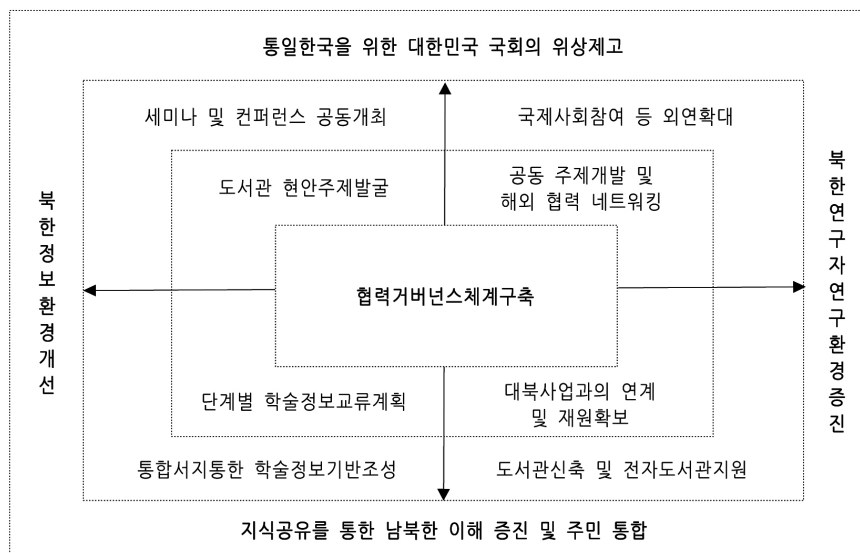 통일한국을 위한 대한민국 국회의 위상제고
세미나 및 컨퍼런스 공동개최
국제사회참여 등 외연확대
도서관 현안주제발굴
공동 주제개발 및
해외 협력 네트워킹
북한정보환경개선
협력거버넌스체계구축
북한연구자연구환경증진
단계별 학술정보교류계획
대북사업과의 연계
및 재원확보
통합서지통한 학술정보기반조성
도서관신축 및 전자도서관지원
지식공유를 통한 남북한 이해 증진 및 주민 통합